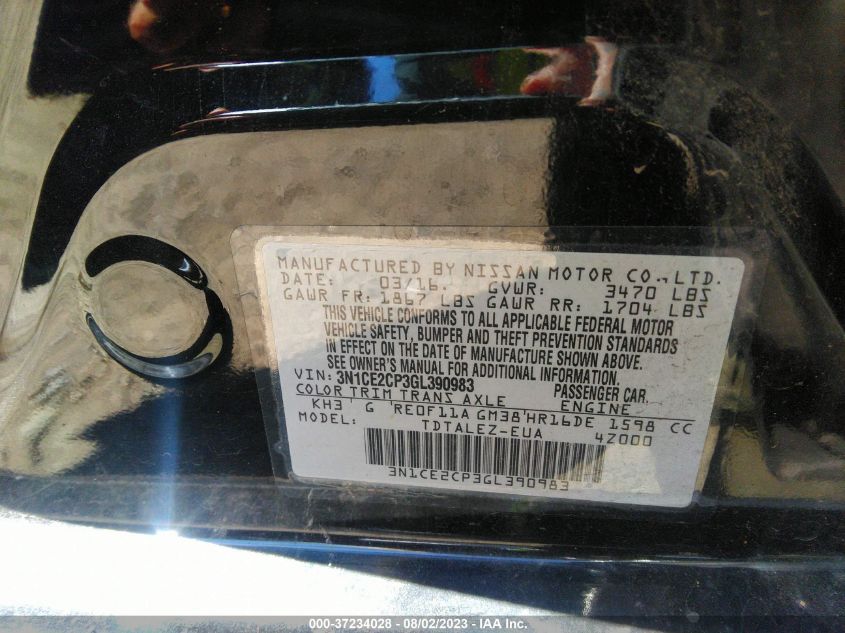 MANUFACTURED BY NISSAN MOTOR CO., LTD.
DATE: 03/16. GVWR: 3470 LBS
GAWR FR: 1867 LBS GAWR RR: 1704 LBS
THIS VEHICLE CONFORMS TO ALL APPLICABLE FEDERAL MOTOR
VEHICLE SAFETY, BUMPER AND THEFT PREVENTION STANDARDS
IN EFFECT ON THE DATE OF MANUFACTURE SHOWN ABOVE.
SEE OWNER'S MANUAL FOR ADDITIONAL INFORMATION.
VIN: 3N1CE2CP3GL390983 PASSENGER CAR.
COLOR TRIM TRANS AXLE ENGINE
KH3 G RE0F11A GM38 HR16DE 1598 CC
MODEL: TDTALEZ-EUA 4Z000
3N1CE2CP3GL390983
000-37234028 - 08/02/2023 - IAA Inc.